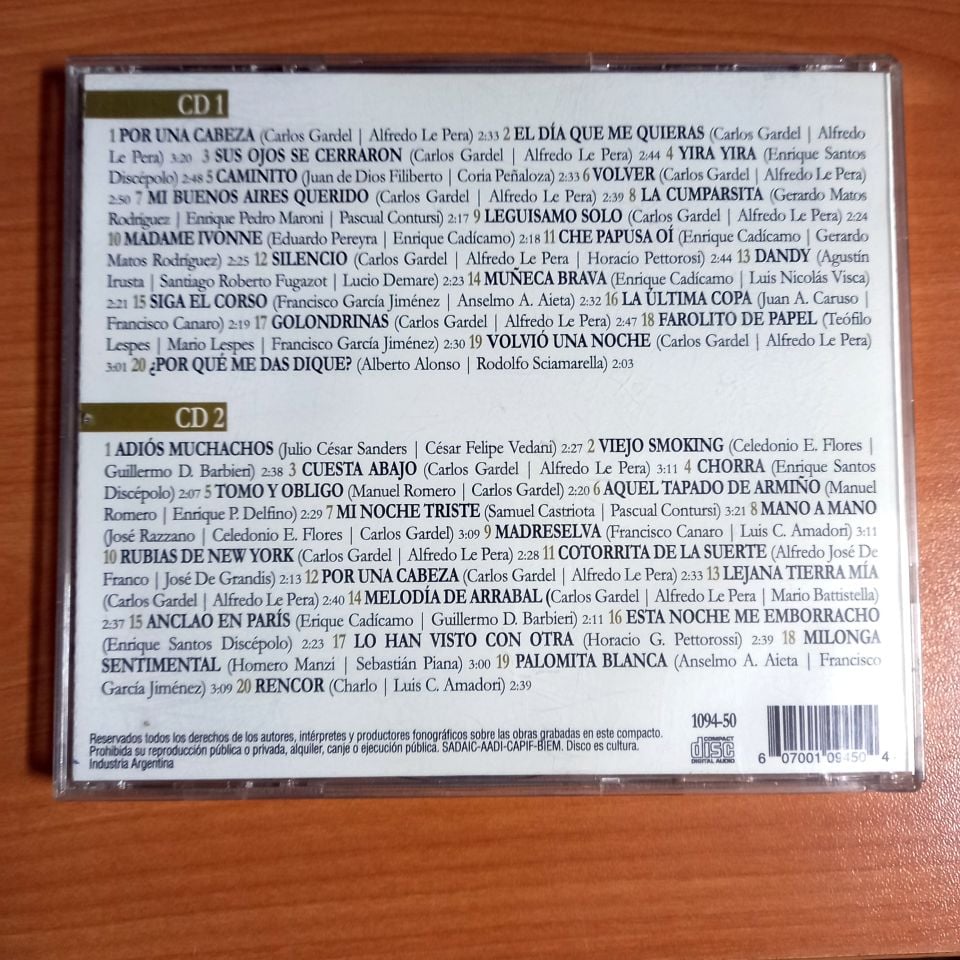 CD 1
1 POR UNA CABEZA (Carlos Gardel | Alfredo Le Pera) 2:33 2 EL DÍA QUE ME QUIERAS (Carlos Gardel | Alfredo
Le Pera) 3:20 3 SUS OJOS SE CERRARON (Carlos Gardel | Alfredo Le Pera) 2:44 4 YIRA YIRA (Enrique Santos
Discépolo) 2:48 5 CAMINITO (Juan de Dios Filiberto | Coria Peñaloza) 2:33 6 VOLVER (Carlos Gardel | Alfredo Le Pera)
2:50 7 MI BUENOS AIRES QUERIDO (Carlos Gardel | Alfredo Le Pera) 2:39 8 LA CUMPARSITA (Gerardo Matos
Rodríguez | Enrique Pedro Maroni | Pascual Contursi) 2:17 9 LEGUISAMO SOLO (Carlos Gardel | Alfredo Le Pera) 2:24
10 MADAME IVONNE (Eduardo Pereyra | Enrique Cadícamo) 2:18 11 CHE PAPUSA OÍ (Enrique Cadícamo | Gerardo
Matos Rodríguez) 2:25 12 SILENCIO (Carlos Gardel | Alfredo Le Pera | Horacio Pettorosi) 2:44 13 DANDY (Agustín
Irusta | Santiago Roberto Fugazot | Lucio Demare) 2:23 14 MUÑECA BRAVA (Enrique Cadícamo | Luis Nicolás Visca)
2:21 15 SIGA EL CORSO (Francisco García Jiménez | Anselmo A. Aieta) 2:32 16 LA ÚLTIMA COPA (Juan A. Caruso |
Francisco Canaro) 2:19 17 GOLONDRINAS (Carlos Gardel | Alfredo Le Pera) 2:47 18 FAROLITO DE PAPEL (Teófilo
Lespes | Mario Lespes | Francisco García Jiménez) 2:30 19 VOLVIÓ UNA NOCHE (Carlos Gardel | Alfredo Le Pera)
3:01 20 ¿POR QUÉ ME DAS DIQUE? (Alberto Alonso | Rodolfo Sciamarella) 2:03
CD 2
1 ADIÓS MUCHACHOS (Julio César Sanders | César Felipe Vedani) 2:27 2 VIEJO SMOKING (Celedonio E. Flores |
Guillermo D. Barbieri) 2:38 3 CUESTA ABAJO (Carlos Gardel | Alfredo Le Pera) 3:11 4 CHORRA (Enrique Santos
Discépolo) 2:07 5 TOMO Y OBLIGO (Manuel Romero | Carlos Gardel) 2:20 6 AQUEL TAPADO DE ARMIÑO (Manuel
Romero | Enrique P. Delfino) 2:29 7 MI NOCHE TRISTE (Samuel Castriota | Pascual Contursi) 3:21 8 MANO A MANO
(José Razzano | Celedonio E. Flores | Carlos Gardel) 3:09 9 MADRESELVA (Francisco Canaro | Luis C. Amadori) 3:11
10 RUBIAS DE NEW YORK (Carlos Gardel | Alfredo Le Pera) 2:28 11 COTORRITA DE LA SUERTE (Alfredo José De
Franco | José De Grandis) 2:13 12 POR UNA CABEZA (Carlos Gardel | Alfredo Le Pera) 2:33 13 LEJANA TIERRA MÍA
(Carlos Gardel | Alfredo Le Pera) 2:40 14 MELODÍA DE ARRABAL (Carlos Gardel | Alfredo Le Pera | Mario Battistella)
2:37 15 ANCLAO EN PARÍS (Erique Cadícamo | Guillermo D. Barbieri) 2:11 16 ESTA NOCHE ME EMBORRACHO
(Enrique Santos Discépolo) 2:23 17 LO HAN VISTO CON OTRA (Horacio G. Pettorossi) 2:39 18 MILONGA
SENTIMENTAL (Homero Manzi | Sebastián Piana) 3:00 19 PALOMITA BLANCA (Anselmo A. Aieta | Francisco
García Jiménez) 3:09 20 RENCOR (Charlo | Luis C. Amadori) 2:39
Reservados todos los derechos de los autores, intérpretes y productores fonográficos sobre las obras grabadas en este compacto.
Prohibida su reproducción pública o privada, alquiler, canje o ejecución pública. SADAIC-AADI-CAPIF-BIEM. Disco es cultura.
Industria Argentina
1094-50
COMPACT
disc
DIGITAL AUDIO
6 07001 09450 4